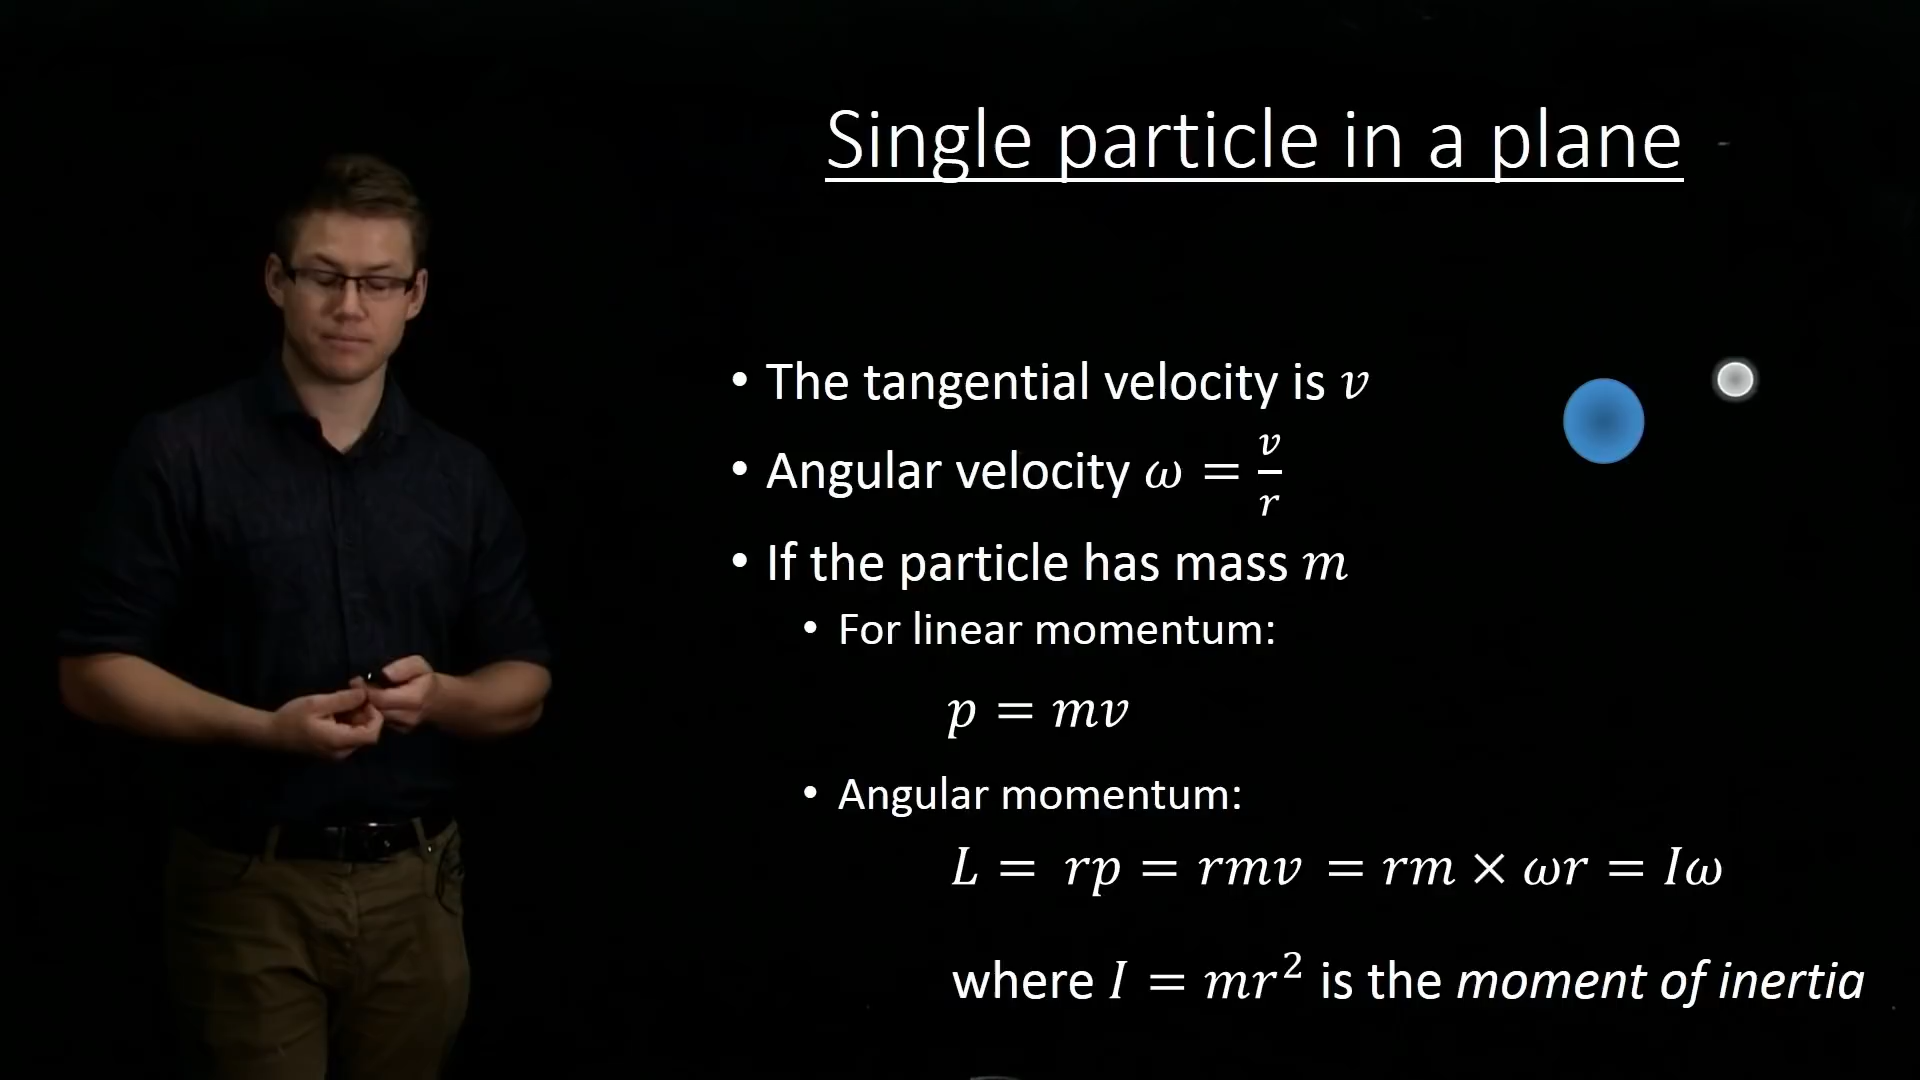 Single particle in a plane
• The tangential velocity is v
• Angular velocity ω = v/r
• If the particle has mass m
• For linear momentum:
p = mv
• Angular momentum:
L = rp = rmv = rm × ωr = Iω
where I = mr² is the moment of inertia